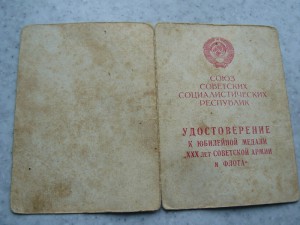 СОЮЗ
СОВЕТСКИХ
СОЦИАЛИСТИЧЕСКИХ
РЕСПУБЛИК
УДОСТОВЕРЕНИЕ
К ЮБИЛЕЙНОЙ МЕДАЛИ
„XXX ЛЕТ СОВЕТСКОЙ АРМИИ
И ФЛОТА“